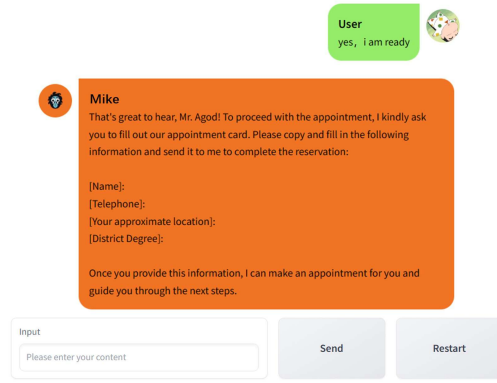 User
yes, i am ready
Mike
That's great to hear, Mr. Agod! To proceed with the appointment, I kindly ask
you to fill out our appointment card. Please copy and fill in the following
information and send it to me to complete the reservation:
[Name]:
[Telephone]:
[Your approximate location]:
[District Degree]:
Once you provide this information, I can make an appointment for you and
guide you through the next steps.
Input
Please enter your content
Send
Restart